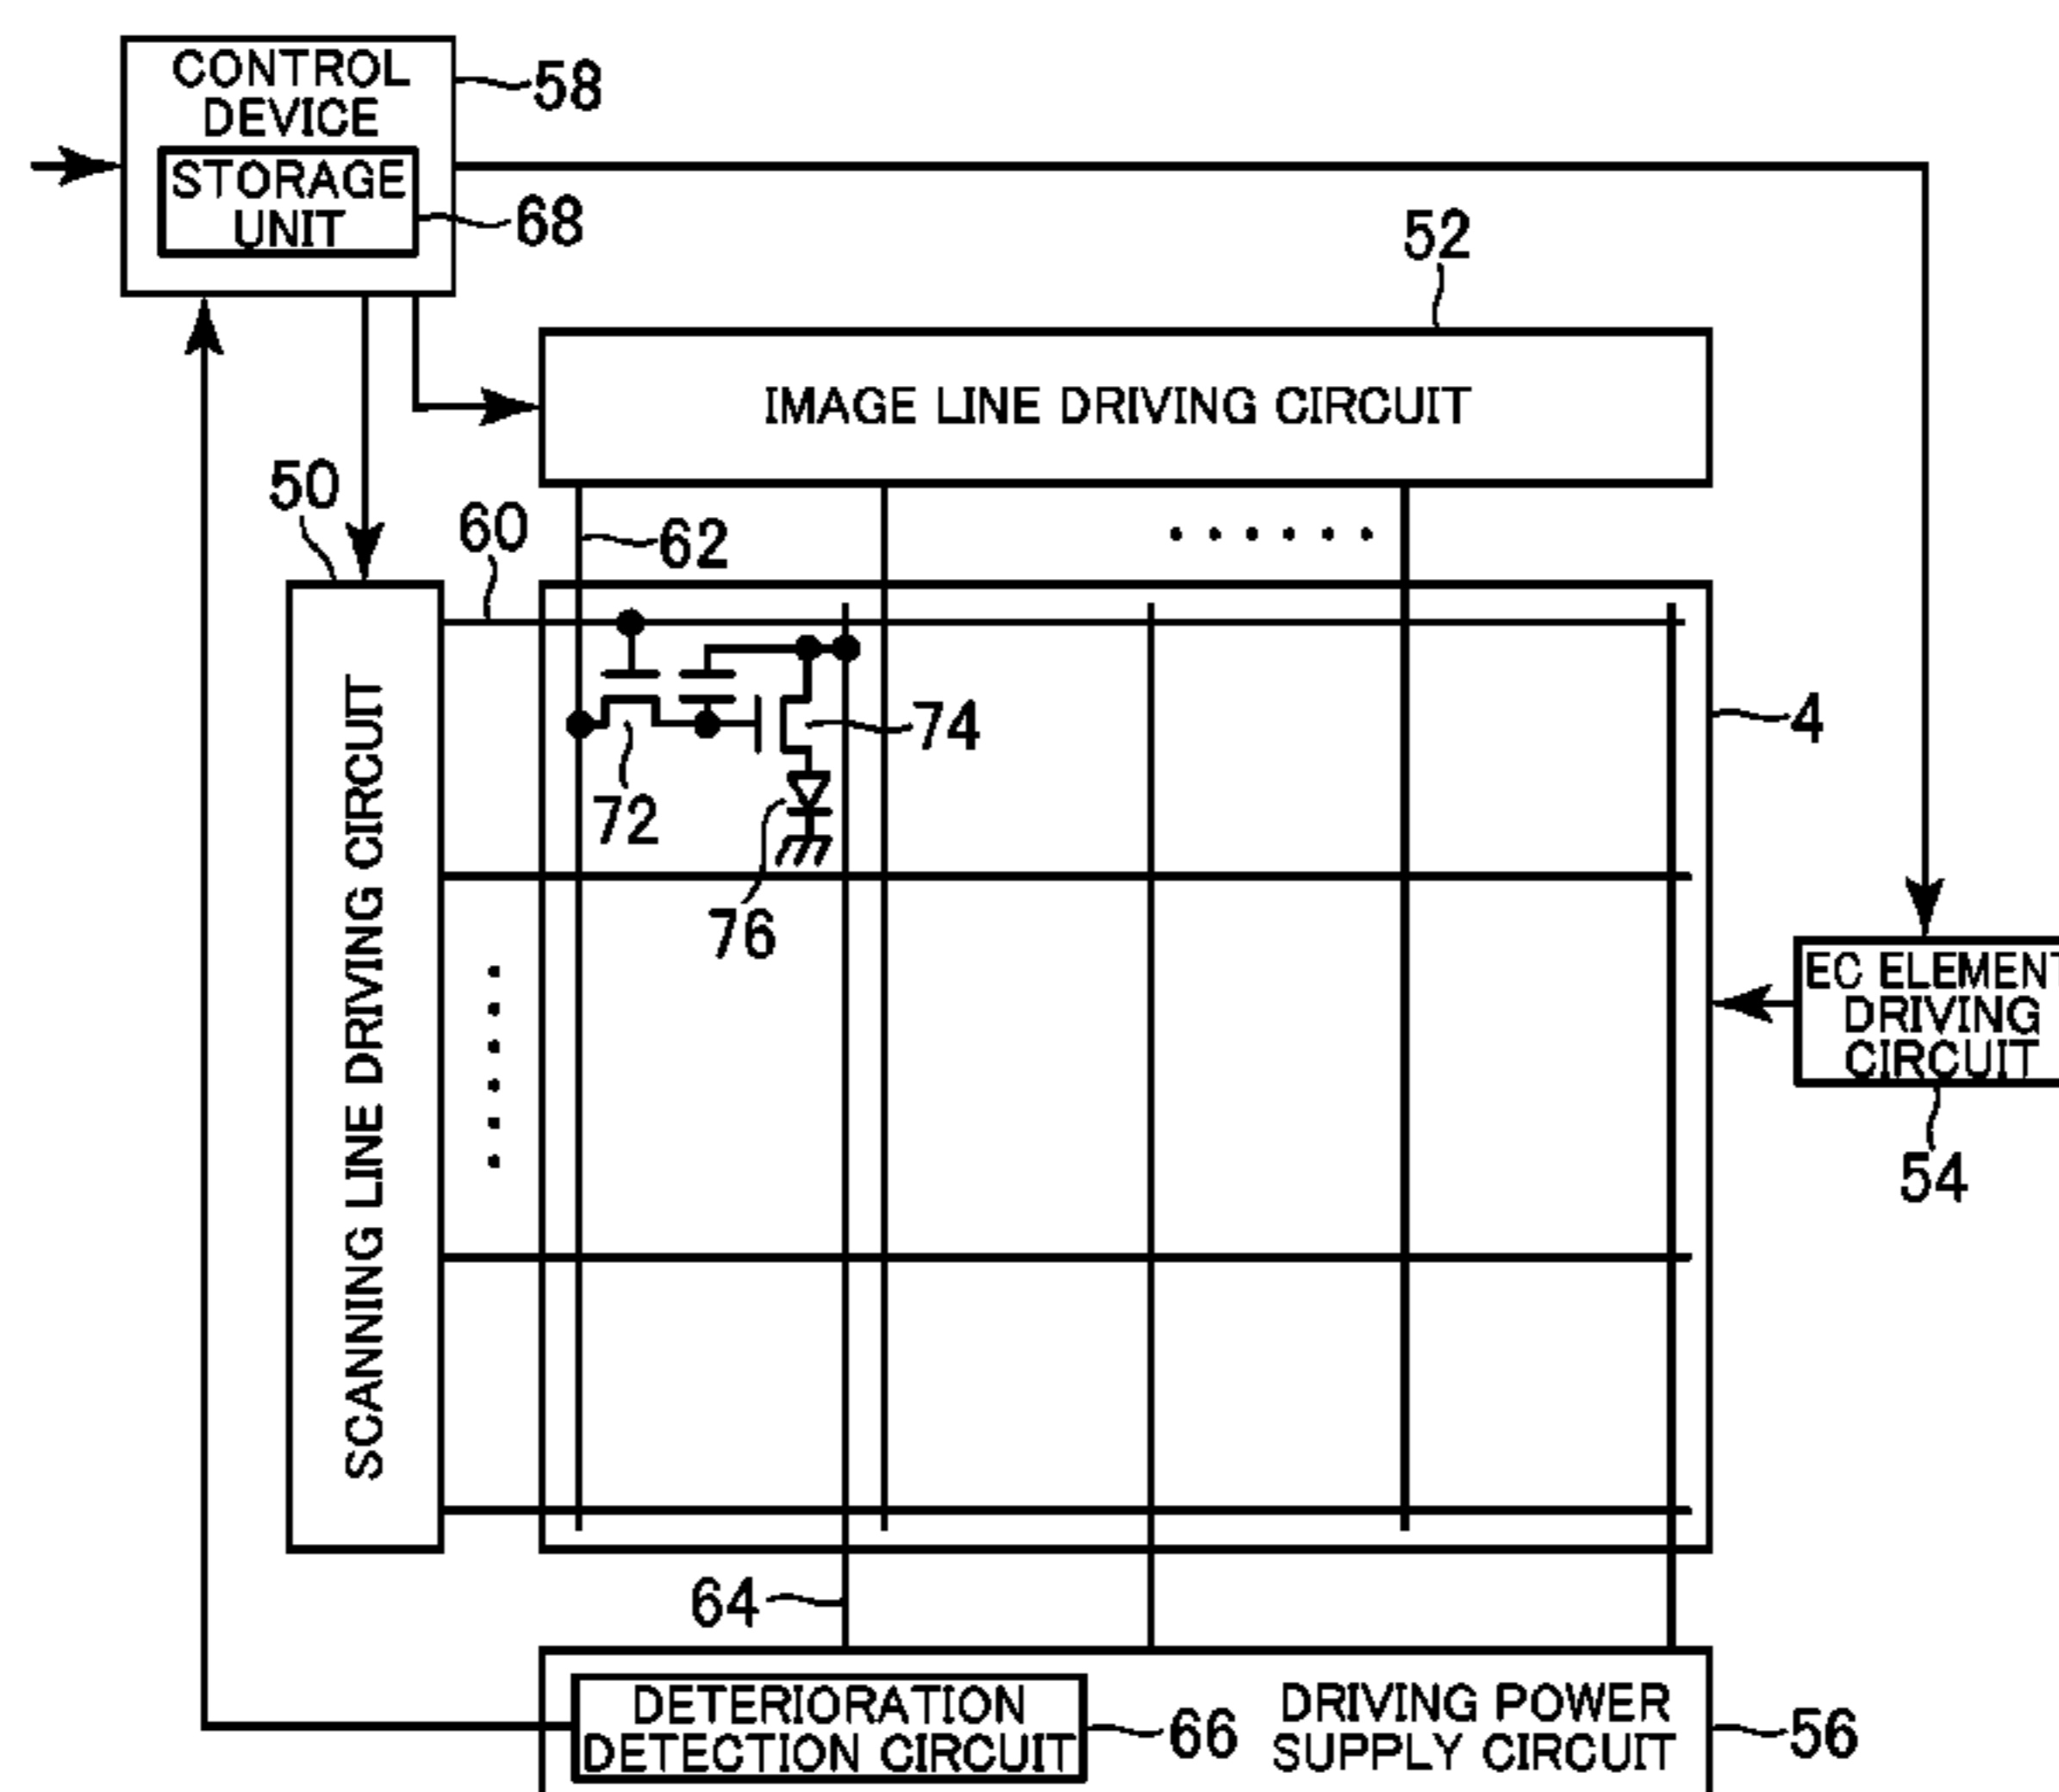 CONTROL
DEVICE
58
STORAGE
UNIT
68
52
IMAGE LINE DRIVING CIRCUIT
50
60
62
SCANNING LINE DRIVING CIRCUIT
74
4
72
76
EC ELEMENT
DRIVING
CIRCUIT
54
64
DETERIORATION
DETECTION CIRCUIT
66
DRIVING POWER
SUPPLY CIRCUIT
56